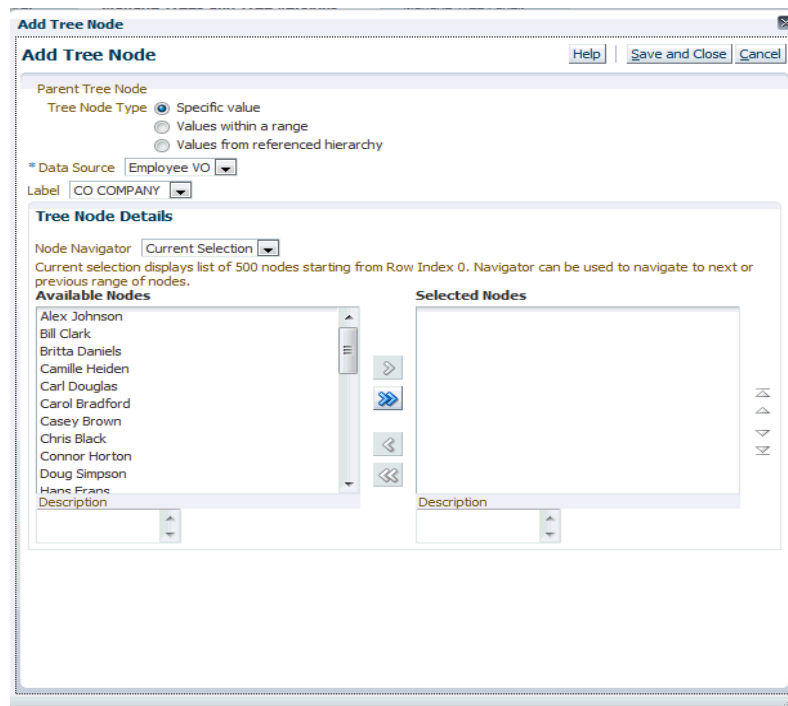 Add Tree Node
Add Tree Node
Help
Save and Close
Cancel
Parent Tree Node
Tree Node Type
Specific value
Values within a range
Values from referenced hierarchy
* Data Source Employee VO
Label CO COMPANY
Tree Node Details
Node Navigator Current Selection
Current selection displays list of 500 nodes starting from Row Index 0. Navigator can be used to navigate to next or
previous range of nodes.
Available Nodes
Alex Johnson
Bill Clark
Britta Daniels
Camille Heiden
Carl Douglas
Carol Bradford
Casey Brown
Chris Black
Connor Horton
Doug Simpson
Hans Frans
Description
Selected Nodes
Description